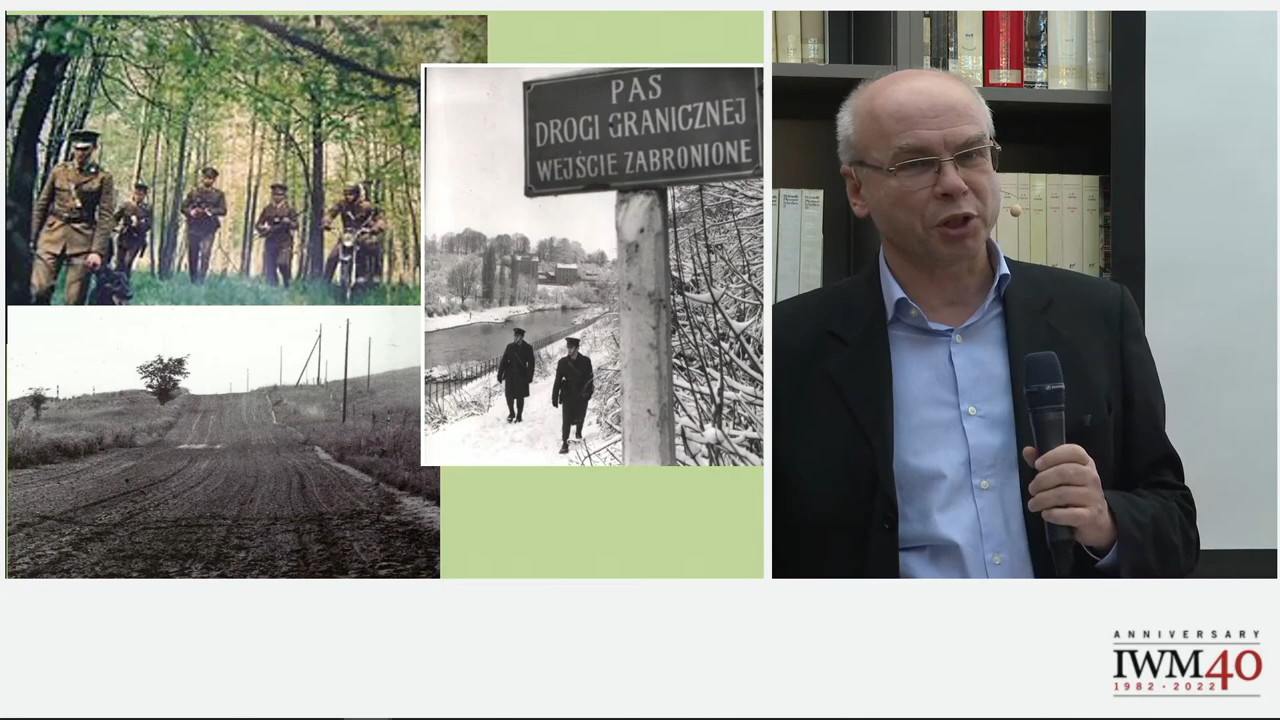 PAS
DROGI GRANICZNEJ
WEJŚCIE ZABRONIONE
ANNIVERSARY
IWM40
1982 · 2022